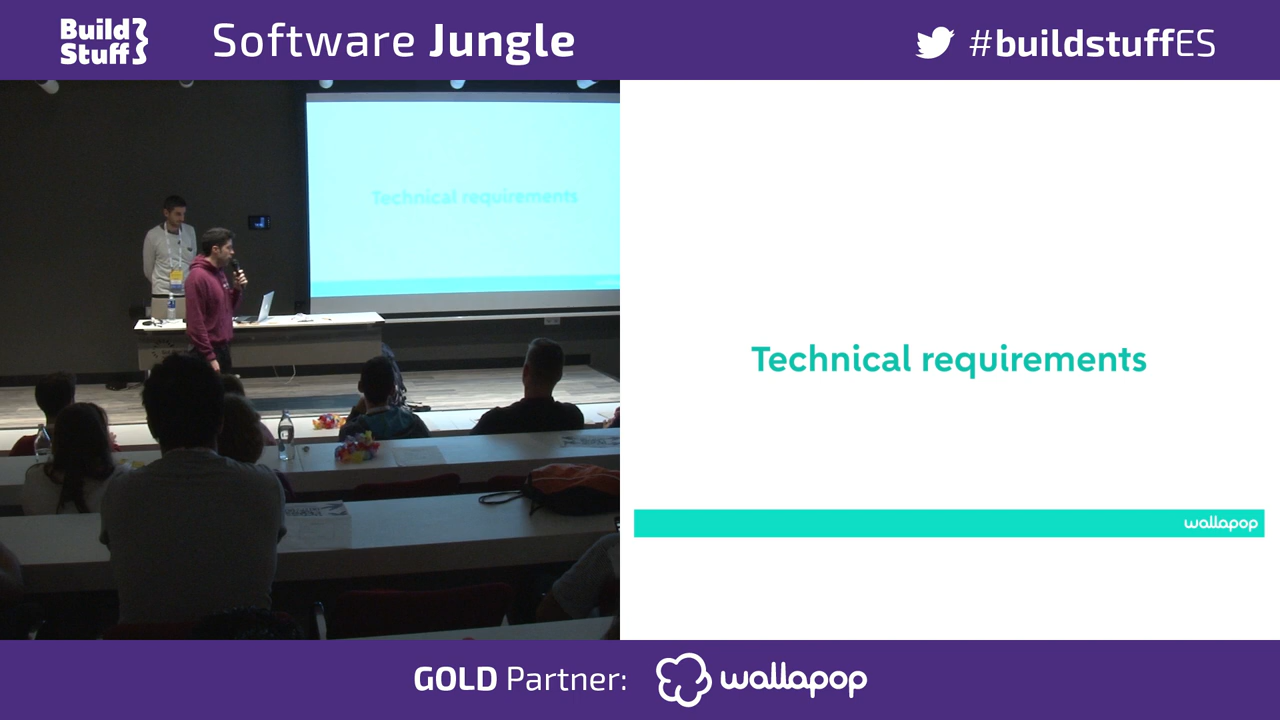 Build
Stuff
Software Jungle
#buildstuffES
Technical requirements
Technical requirements
wallapop
GOLD Partner:
wallapop